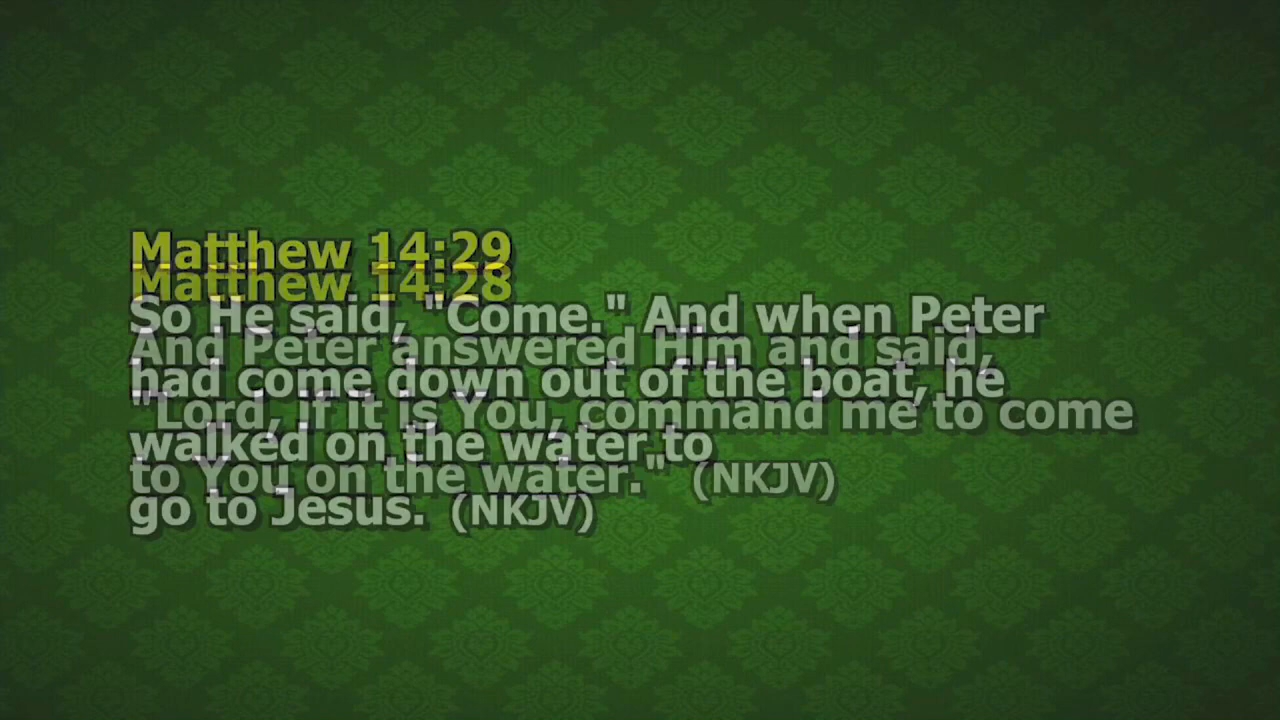 Matthew 14:29
Matthew 14:28
So He said, "Come." And when Peter
And Peter answered Him and said,
had come down out of the boat, he
"Lord, if it is You, command me to come
walked on the water to
to You on the water." (NKJV)
go to Jesus. (NKJV)